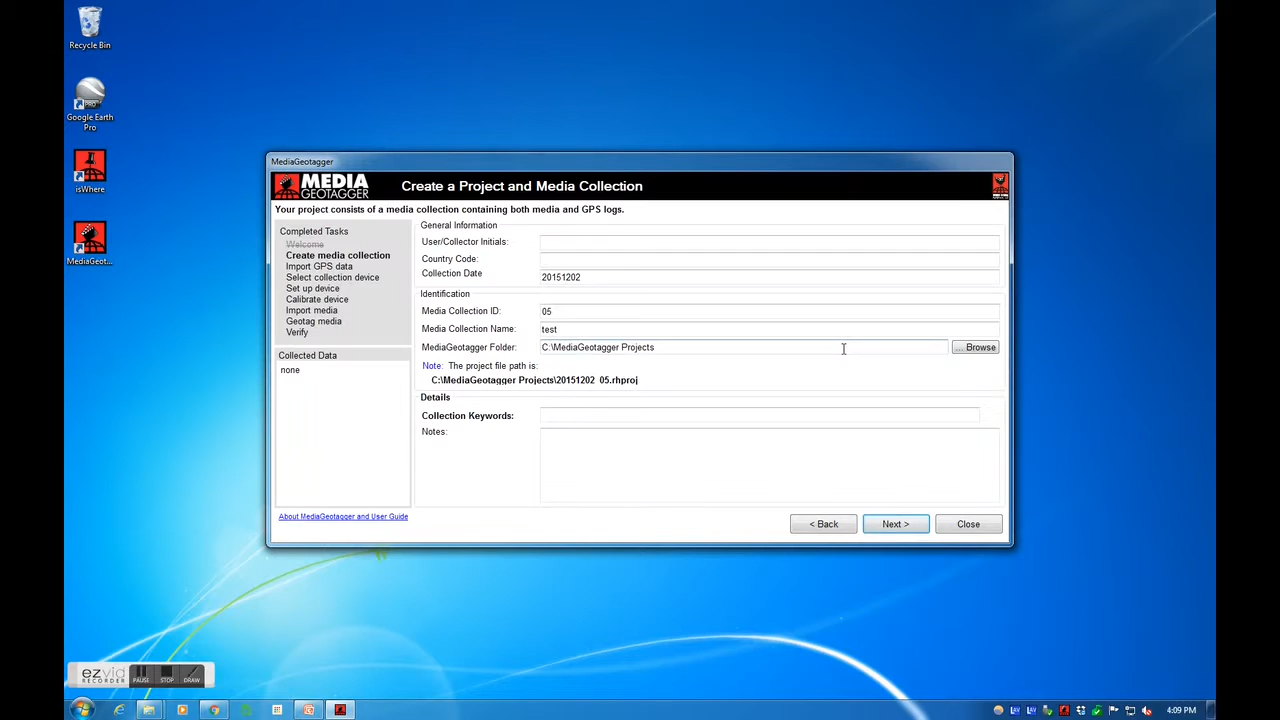 Recycle Bin
Google Earth
Pro
isWhere
MediaGeot...
MediaGeotagger
MEDIA
GEOTAGGER
Create a Project and Media Collection
Your project consists of a media collection containing both media and GPS logs.
Completed Tasks
Welcome
Create media collection
Import GPS data
Select collection device
Set up device
Calibrate device
Import media
Geotag media
Verify
Collected Data
none
About MediaGeotagger and User Guide
General Information
User/Collector Initials:
Country Code:
Collection Date
20151202
Identification
Media Collection ID:
05
Media Collection Name:
test
MediaGeotagger Folder:
C:\MediaGeotagger Projects
... Browse
Note: The project file path is:
C:\MediaGeotagger Projects\20151202_05.rhproj
Details
Collection Keywords:
Notes:
< Back
Next >
Close
ezvid
RECORDER
PAUSE
STOP
DRAW
4:09 PM